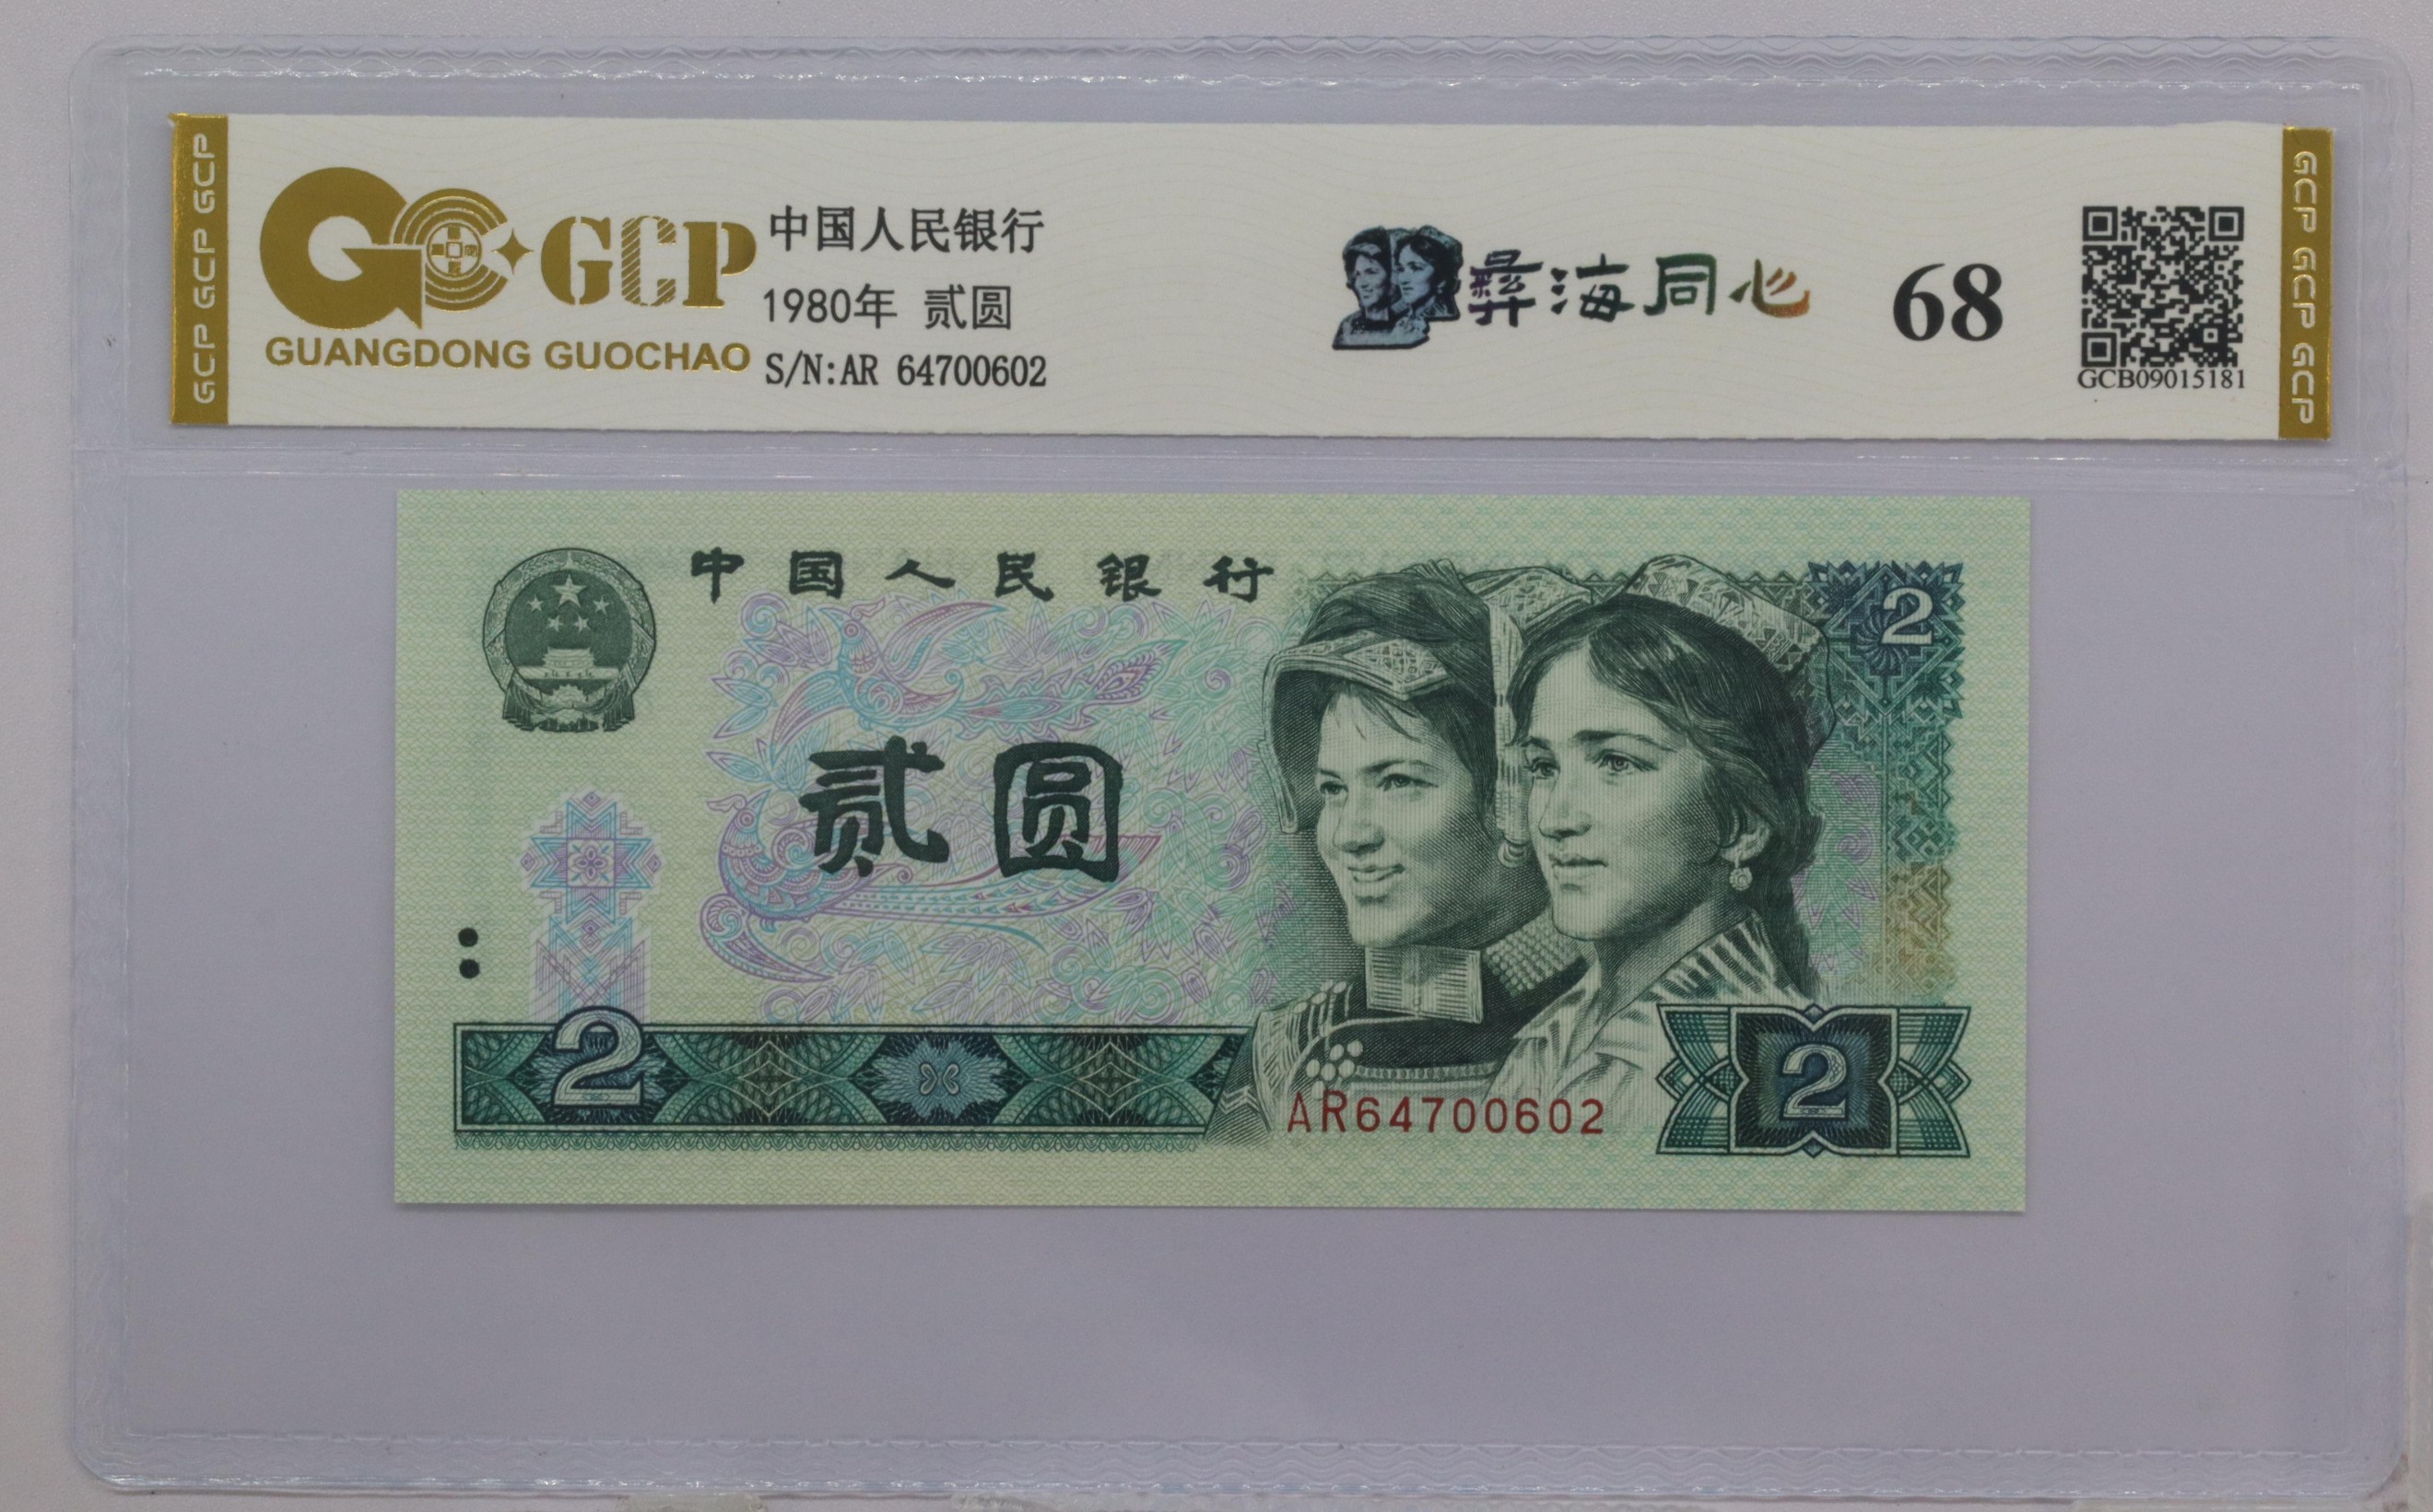 GCP GCP GCP
GCP
GUANGDONG GUOCHAO
中国人民银行
1980年 贰圆
S/N:AR 64700602
彝海同心
68
GCB09015181
GCP GCP GCP
中国人民银行
2
贰圆
2
AR64700602
2